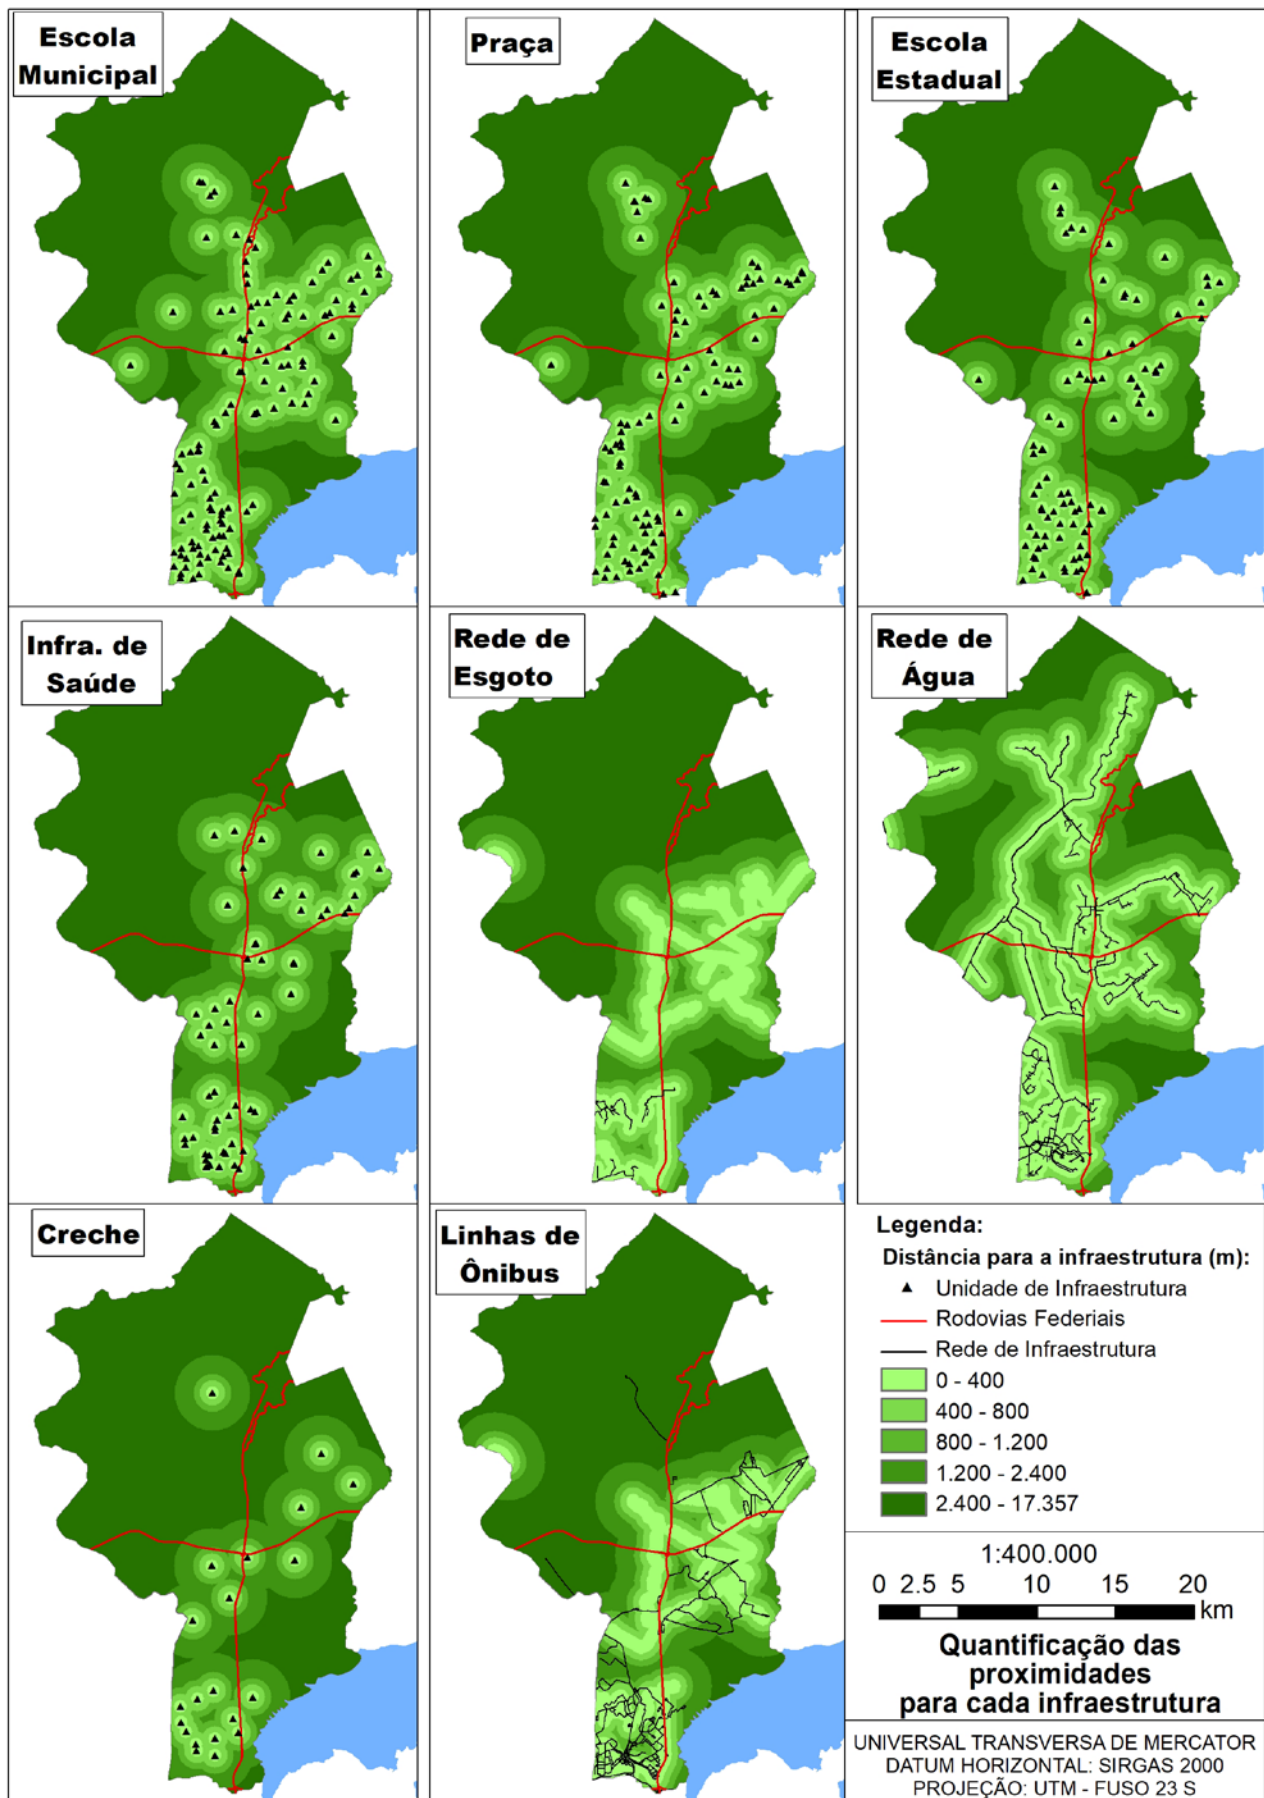 Escola
Municipal
Praça
Escola
Estadual
Infra. de
Saúde
Rede de
Esgoto
Rede de
Água
Creche
Linhas de
Ônibus
Legenda:
Distância para a infraestrutura (m):
Unidade de Infraestrutura
Rodovias Federiais
Rede de Infraestrutura
0 - 400
400 - 800
800 - 1.200
1.200 - 2.400
2.400 - 17.357
1:400.000
0 2.5 5 10 15 20
km
Quantificação das
proximidades
para cada infraestrutura
UNIVERSAL TRANSVERSA DE MERCATOR
DATUM HORIZONTAL: SIRGAS 2000
PROJEÇÃO: UTM - FUSO 23 S